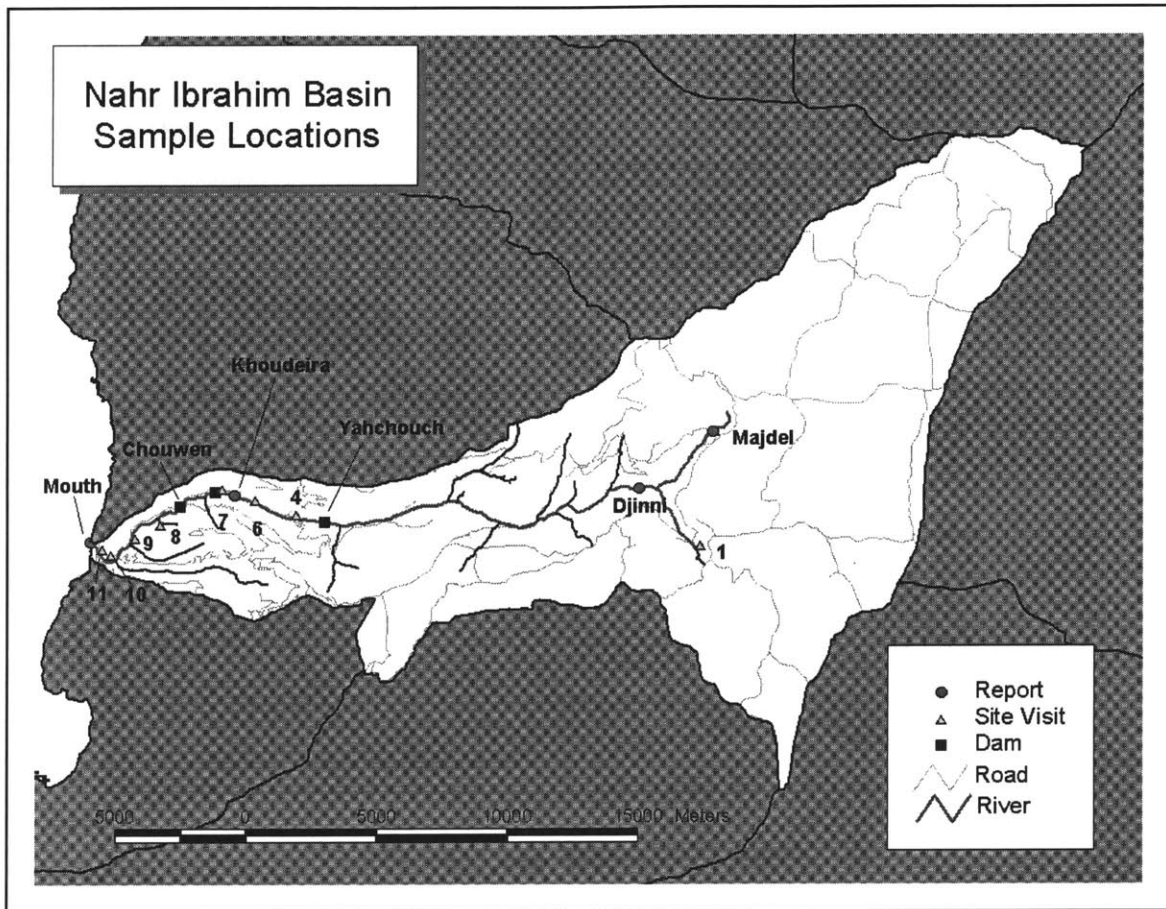 Nahr Ibrahim Basin
Sample Locations
Khoudeira
Yahchouch
Chouwen
Mouth
Majdel
Djinni
4
6
7
8
9
10
11
1
Report
Site Visit
Dam
Road
River
5000 0 5000 10000 15000 Meters